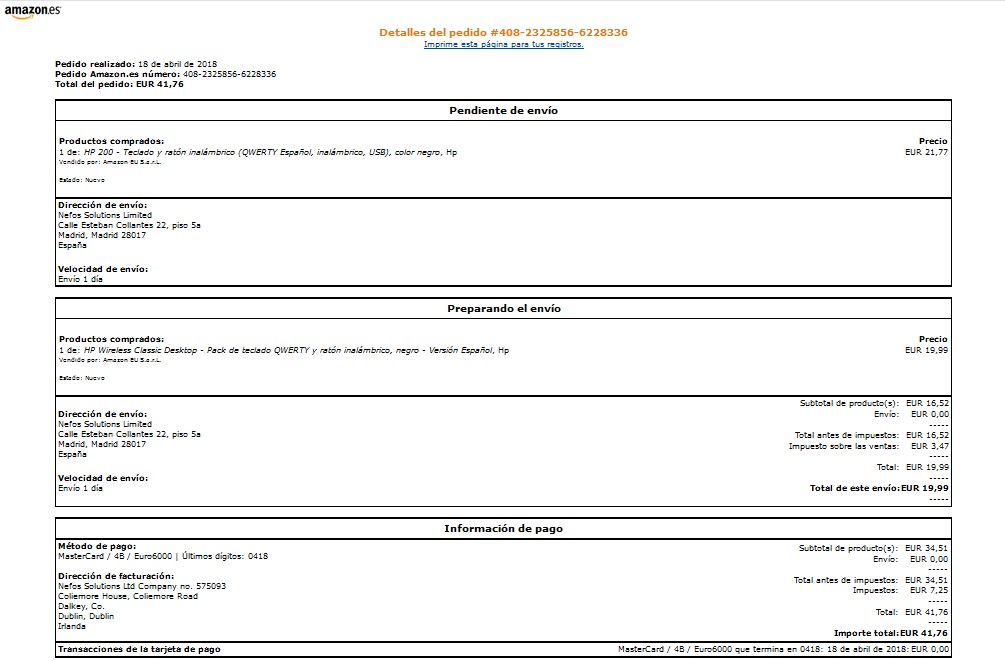 amazon.es
Detalles del pedido #408-2325856-6228336
Imprime esta página para tus registros.
Pedido realizado: 18 de abril de 2018
Pedido Amazon.es número: 408-2325856-6228336
Total del pedido: EUR 41,76
Pendiente de envío
Productos comprados: Precio
1 de: HP 200 - Teclado y ratón inalámbrico (QWERTY Español, inalámbrico, USB), color negro, Hp EUR 21,77
Vendido por: Amazon EU S.a.r.L.
Estado: Nuevo
Dirección de envío:
Nefos Solutions Limited
Calle Esteban Collantes 22, piso 5a
Madrid, Madrid 28017
España
Velocidad de envío:
Envío 1 día
Preparando el envío
Productos comprados: Precio
1 de: HP Wireless Classic Desktop - Pack de teclado QWERTY y ratón inalámbrico, negro - Versión Español, Hp EUR 19,99
Vendido por: Amazon EU S.a.r.L.
Estado: Nuevo
Dirección de envío:
Nefos Solutions Limited
Calle Esteban Collantes 22, piso 5a
Madrid, Madrid 28017
España
Velocidad de envío:
Envío 1 día
Subtotal de producto(s): EUR 16,52
Envío: EUR 0,00
-----
Total antes de impuestos: EUR 16,52
Impuesto sobre las ventas: EUR 3,47
-----
Total: EUR 19,99
-----
Total de este envío:EUR 19,99
-----
Información de pago
Método de pago:
MasterCard / 4B / Euro6000 | Últimos dígitos: 0418
Dirección de facturación:
Nefos Solutions Ltd Company no. 575093
Coliemore House, Coliemore Road
Dalkey, Co.
Dublin, Dublin
Irlanda
Subtotal de producto(s): EUR 34,51
Envío: EUR 0,00
-----
Total antes de impuestos: EUR 34,51
Impuestos: EUR 7,25
-----
Total: EUR 41,76
-----
Importe total:EUR 41,76
Transacciones de la tarjeta de pago MasterCard / 4B / Euro6000 que termina en 0418: 18 de abril de 2018: EUR 0,00